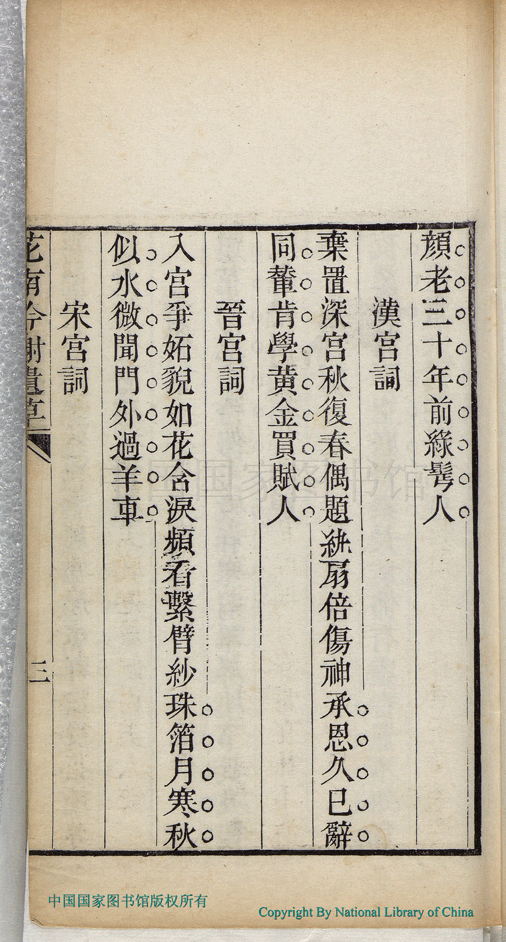 顏老三十年前綠鬂人
漢宮詞
棄置深宮秋復春偶題紈扇倍傷神承恩久已辭
同輦肯學黃金買賦人
晉宮詞
入宮爭妬貌如花含淚頻看繫臂紗珠箔月寒秋
似水微聞門外過羊車
宋宮詞
花南吟榭遺草
三
中国国家图书馆
中国国家图书馆版权所有
Copyright By National Library of China